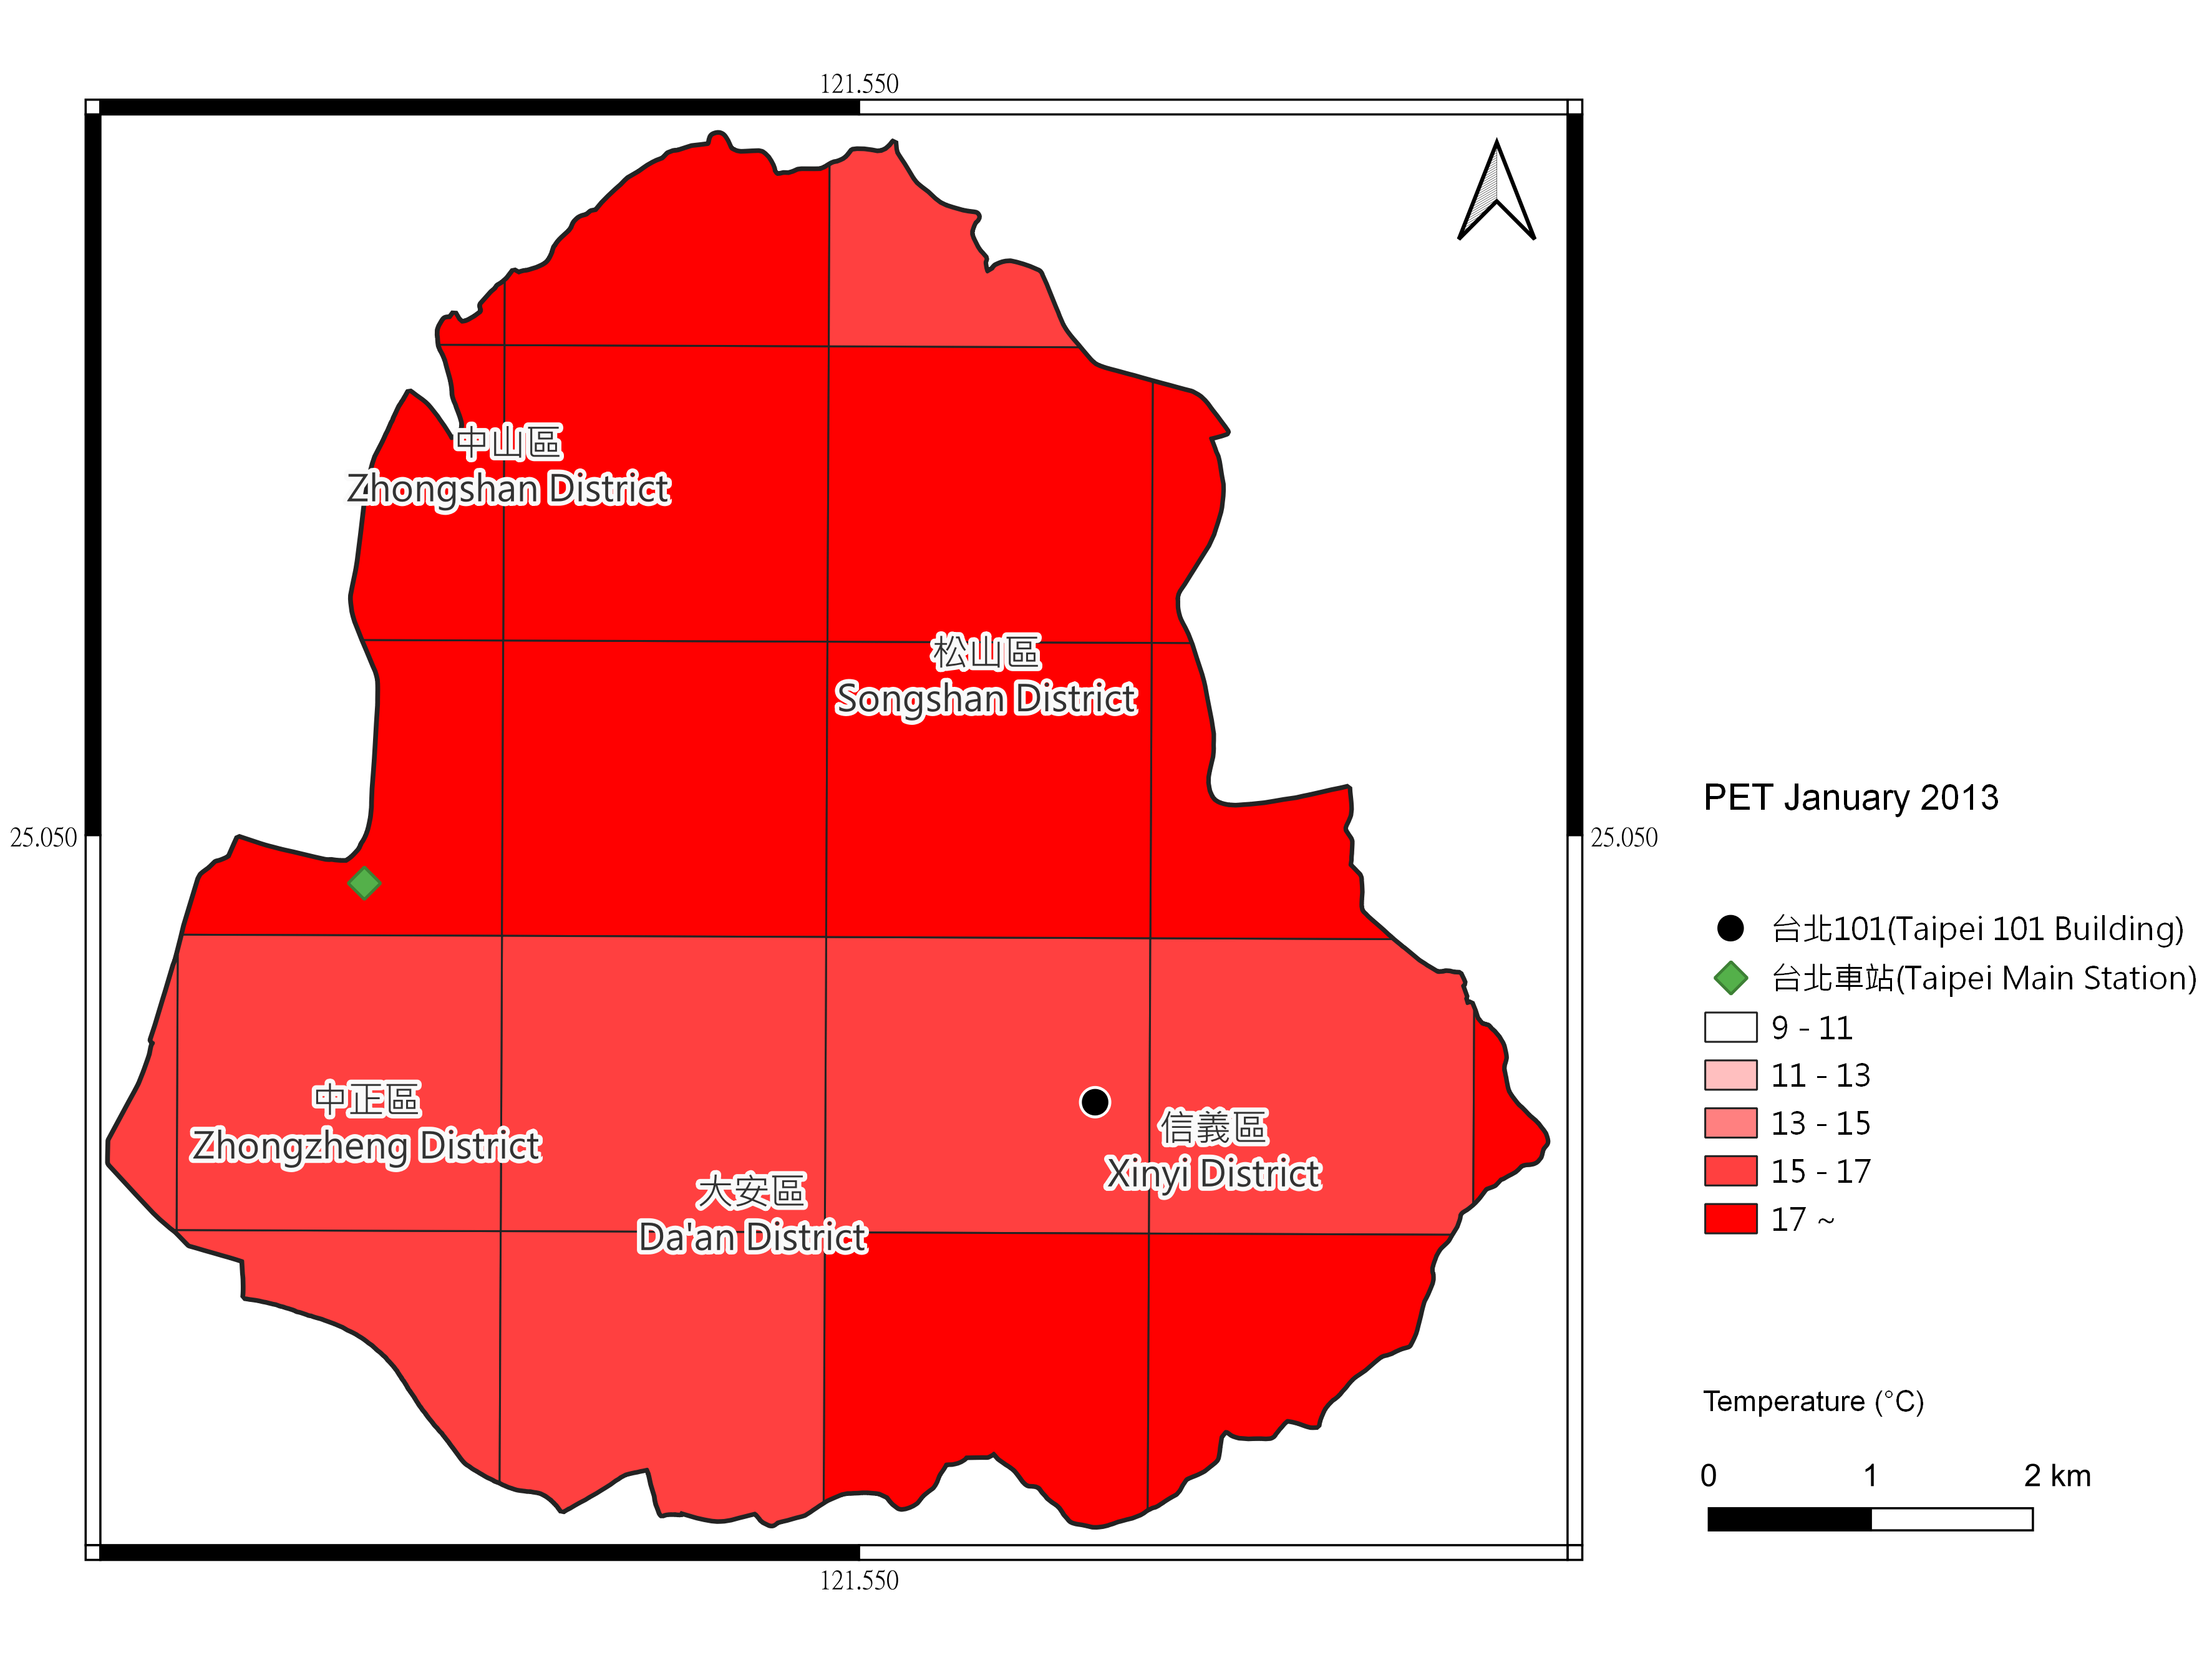 121.550
中山區
Zhongshan District
松山區
Songshan District
25.050
25.050
中正區
Zhongzheng District
信義區
Xinyi District
大安區
Da'an District
121.550
PET January 2013
台北101(Taipei 101 Building)
台北車站(Taipei Main Station)
9 - 11
11 - 13
13 - 15
15 - 17
17 ~
Temperature (°C)
0 1 2 km